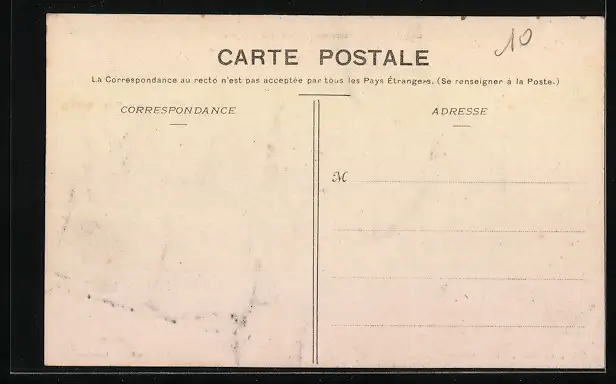 10
CARTE POSTALE
La Correspondance au recto n'est pas acceptée par tous les Pays Étrangers. (Se renseigner à la Poste.)
CORRESPONDANCE
ADRESSE
M